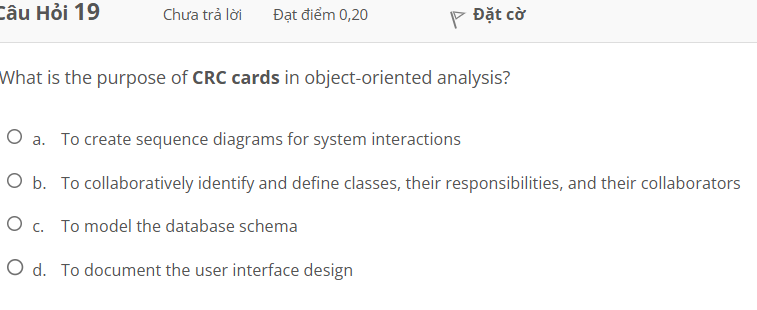 Câu Hỏi 19 Chưa trả lời Đạt điểm 0,20 Đặt cờ
What is the purpose of CRC cards in object-oriented analysis?
a. To create sequence diagrams for system interactions
b. To collaboratively identify and define classes, their responsibilities, and their collaborators
c. To model the database schema
d. To document the user interface design